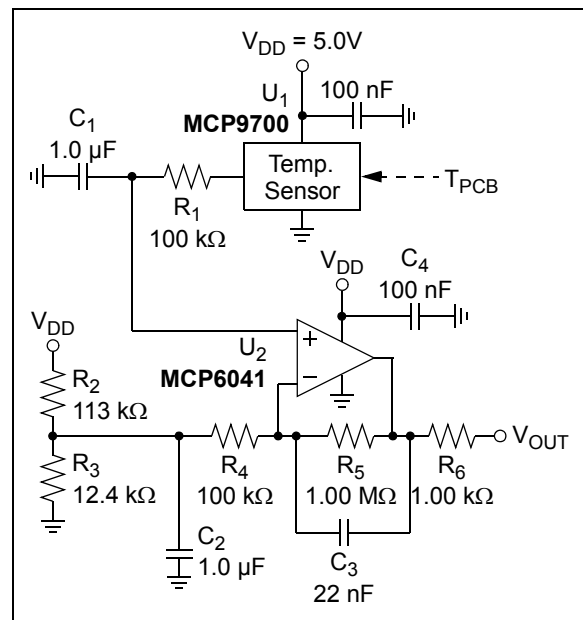 V_DD = 5.0V
U_1
100 nF
MCP9700
C_1
1.0 µF
Temp.
Sensor
T_PCB
R_1
100 kΩ
V_DD
C_4
100 nF
V_DD
U_2
MCP6041
+
−
R_2
113 kΩ
V_OUT
R_3
12.4 kΩ
R_4
100 kΩ
R_5
1.00 MΩ
R_6
1.00 kΩ
C_2
1.0 µF
C_3
22 nF